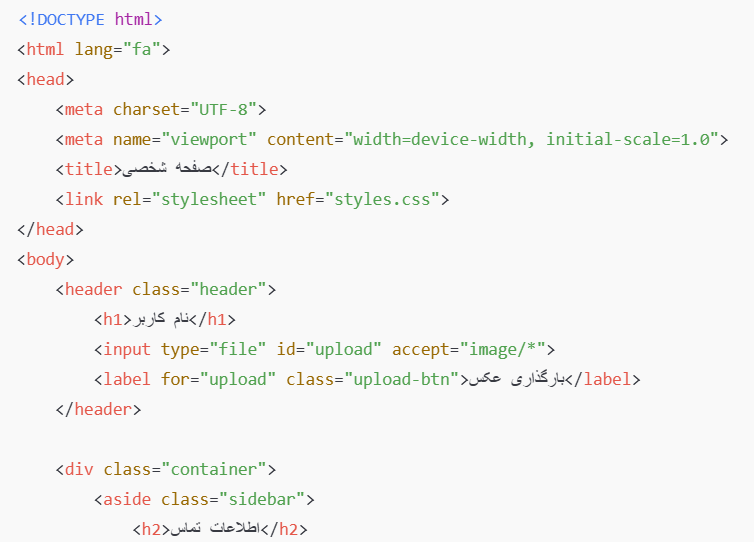 <!DOCTYPE html>
<html lang="fa">
<head>
    <meta charset="UTF-8">
    <meta name="viewport" content="width=device-width, initial-scale=1.0">
    <title>صفحه شخصی</title>
    <link rel="stylesheet" href="styles.css">
</head>
<body>
    <header class="header">
        <h1>نام کاربر</h1>
        <input type="file" id="upload" accept="image/*">
        <label for="upload" class="upload-btn">بارگذاری عکس</label>
    </header>

    <div class="container">
        <aside class="sidebar">
            <h2>اطلاعات تماس</h2>